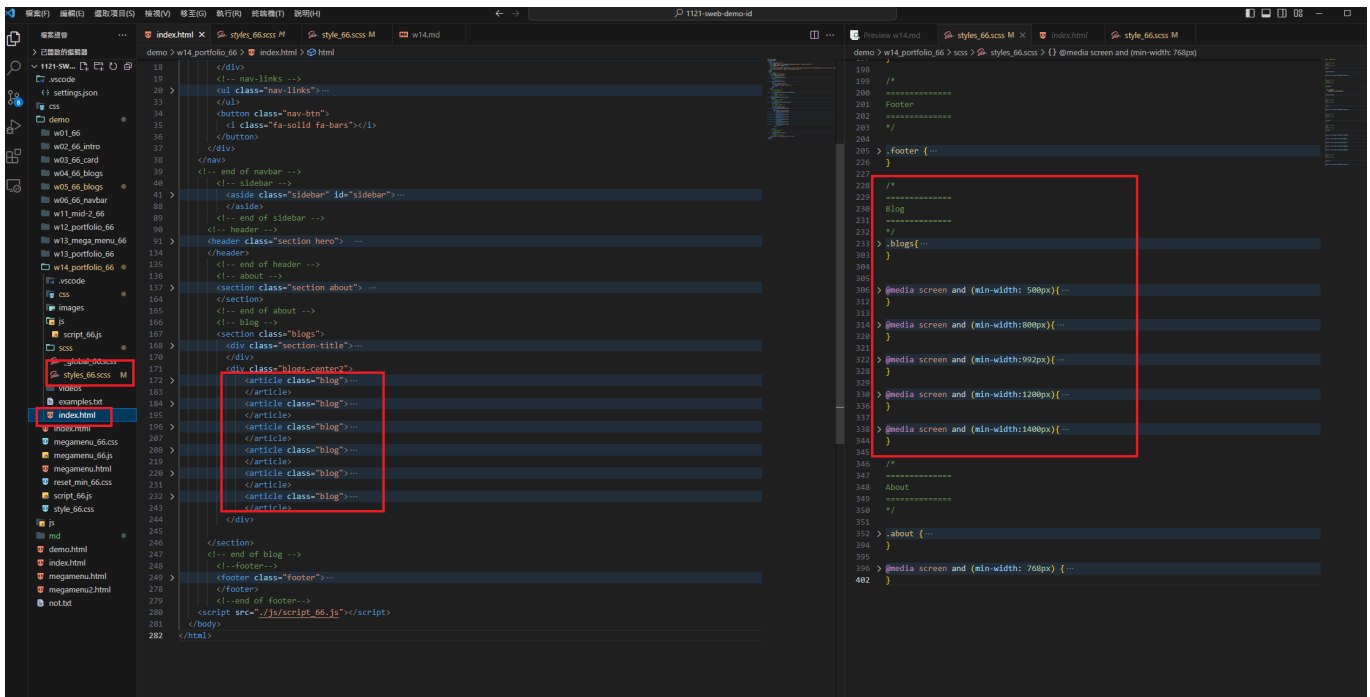 檔案(F) 編輯(E) 選取項目(S) 檢視(V) 移至(G) 執行(R) 終端機(T) 說明(H)
1121-sweb-demo-id
檔案總管
已開啟的編輯器
1121-SW...
.vscode
settings.json
css
demo
w01_66
w02_66_intro
w03_66_card
w04_66_blogs
w05_66_blogs
w06_66_navbar
w11_mid-2_66
w12_portfolio_66
w13_mega_menu_66
w13_portfolio_66
w14_portfolio_66
.vscode
css
images
js
script_66.js
scss
_global_66.scss
styles_66.scss M
videos
examples.txt
index.html
index.html
megamenu_66.css
megamenu_66.js
megamenu.html
reset_min_66.css
script_66.js
style_66.css
js
md
demo.html
index.html
megamenu.html
megamenu2.html
not.txt
index.html styles_66.scss M style_66.scss M w14.md
demo > w14_portfolio_66 > index.html > html
18 </div>
19 <!-- nav-links -->
20 <ul class="nav-links">...
33 </ul>
34 <button class="nav-btn">
35 <i class="fa-solid fa-bars"></i>
36 </button>
37 </div>
38 </nav>
39 <!-- end of navbar -->
40 <!-- sidebar -->
41 <aside class="sidebar" id="sidebar">...
88 </aside>
89 <!-- end of sidebar -->
90 <!-- header -->
91 <header class="section hero"> ...
134 </header>
135 <!-- end of header -->
136 <!-- about -->
137 <section class="section about"> ...
164 </section>
165 <!-- end of about -->
166 <!-- blog -->
167 <section class="blogs">
168 <div class="section-title">...
170 </div>
171 <div class="blogs-center2">
172 <article class="blog">...
183 </article>
184 <article class="blog">...
195 </article>
196 <article class="blog">...
207 </article>
208 <article class="blog">...
219 </article>
220 <article class="blog">...
231 </article>
232 <article class="blog">...
243 </article>
244 </div>
245
246 </section>
247 <!-- end of blog -->
248 <!--footer-->
249 <footer class="footer">...
278 </footer>
279 <!--end of footer-->
280 <script src="./js/script_66.js"></script>
281 </body>
282 </html>
Preview w14.md styles_66.scss M index.html style_66.scss M
demo > w14_portfolio_66 > scss > styles_66.scss > {} @media screen and (min-width: 768px)
198
199 /*
200 ==============
201 Footer
202 ==============
203 */
204
205 .footer {...
226 }
227
228 /*
229 ==============
230 Blog
231 ==============
232 */
233 .blogs{...
303 }
304
305
306 @media screen and (min-width: 500px){...
312 }
313
314 @media screen and (min-width:800px){...
320 }
321
322 @media screen and (min-width:992px){...
328 }
329
330 @media screen and (min-width:1200px){...
336 }
337
338 @media screen and (min-width:1400px){...
344 }
345
346 /*
347 ==============
348 About
349 ==============
350 */
351
352 .about {...
394 }
395
396 @media screen and (min-width: 768px) {...
402 }